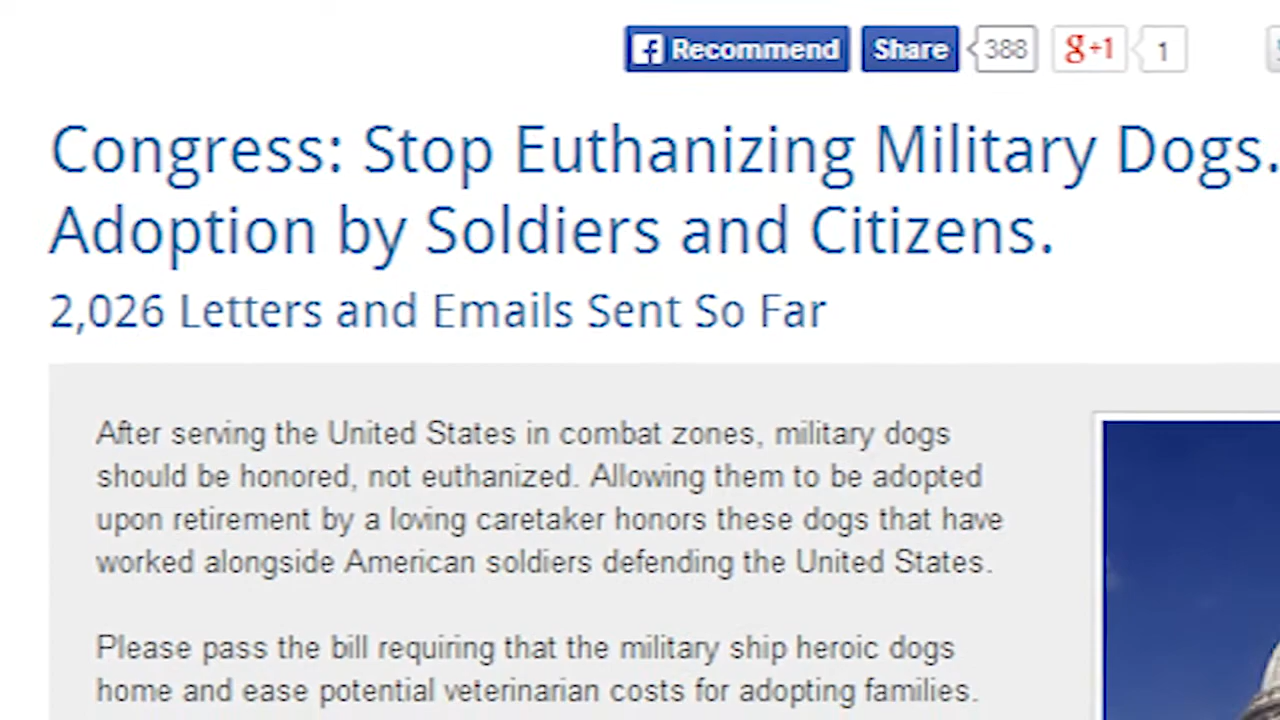 Recommend Share 388 g+1 1
Congress: Stop Euthanizing Military Dogs.
Adoption by Soldiers and Citizens.
2,026 Letters and Emails Sent So Far
After serving the United States in combat zones, military dogs
should be honored, not euthanized. Allowing them to be adopted
upon retirement by a loving caretaker honors these dogs that have
worked alongside American soldiers defending the United States.
Please pass the bill requiring that the military ship heroic dogs
home and ease potential veterinarian costs for adopting families.